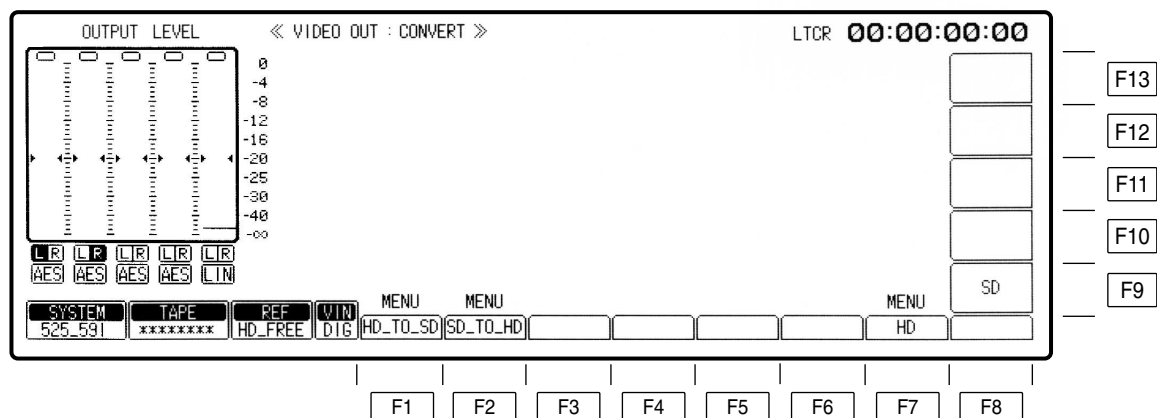 OUTPUT LEVEL ≪ VIDEO OUT : CONVERT ≫ LTCR 00:00:00:00
0
-4
-8
-12
-16
-20
-25
-30
-40
-∞
L R L R L R L R L R
AES AES AES AES LIN
SYSTEM TAPE REF VIN MENU MENU MENU SD
525_59I ******** HD_FREE DIG HD_TO_SD SD_TO_HD HD
F13
F12
F11
F10
F9
F1 F2 F3 F4 F5 F6 F7 F8